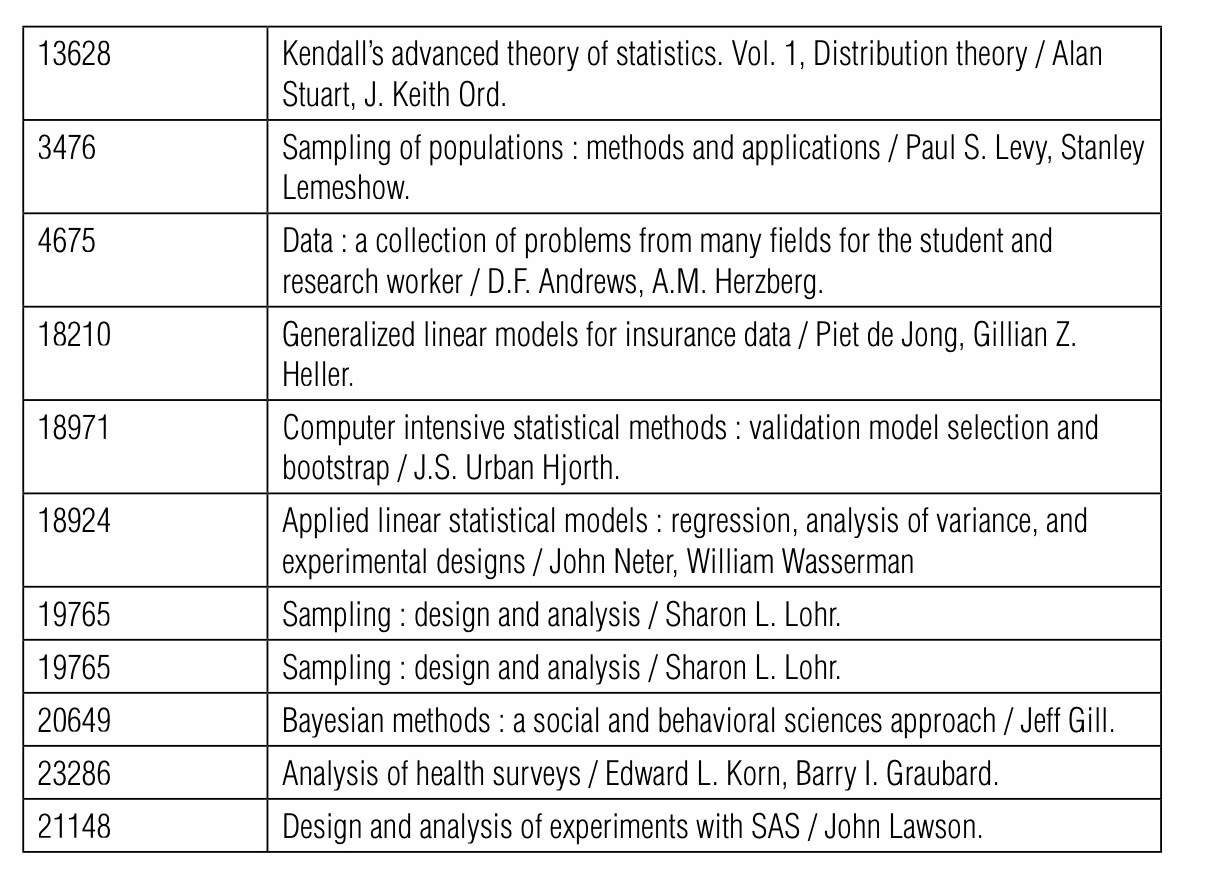 13628
Kendall’s advanced theory of statistics. Vol. 1, Distribution theory / Alan
Stuart, J. Keith Ord.
3476
Sampling of populations : methods and applications / Paul S. Levy, Stanley
Lemeshow.
4675
Data : a collection of problems from many fields for the student and
research worker / D.F. Andrews, A.M. Herzberg.
18210
Generalized linear models for insurance data / Piet de Jong, Gillian Z.
Heller.
18971
Computer intensive statistical methods : validation model selection and
bootstrap / J.S. Urban Hjorth.
18924
Applied linear statistical models : regression, analysis of variance, and
experimental designs / John Neter, William Wasserman
19765
Sampling : design and analysis / Sharon L. Lohr.
19765
Sampling : design and analysis / Sharon L. Lohr.
20649
Bayesian methods : a social and behavioral sciences approach / Jeff Gill.
23286
Analysis of health surveys / Edward L. Korn, Barry I. Graubard.
21148
Design and analysis of experiments with SAS / John Lawson.